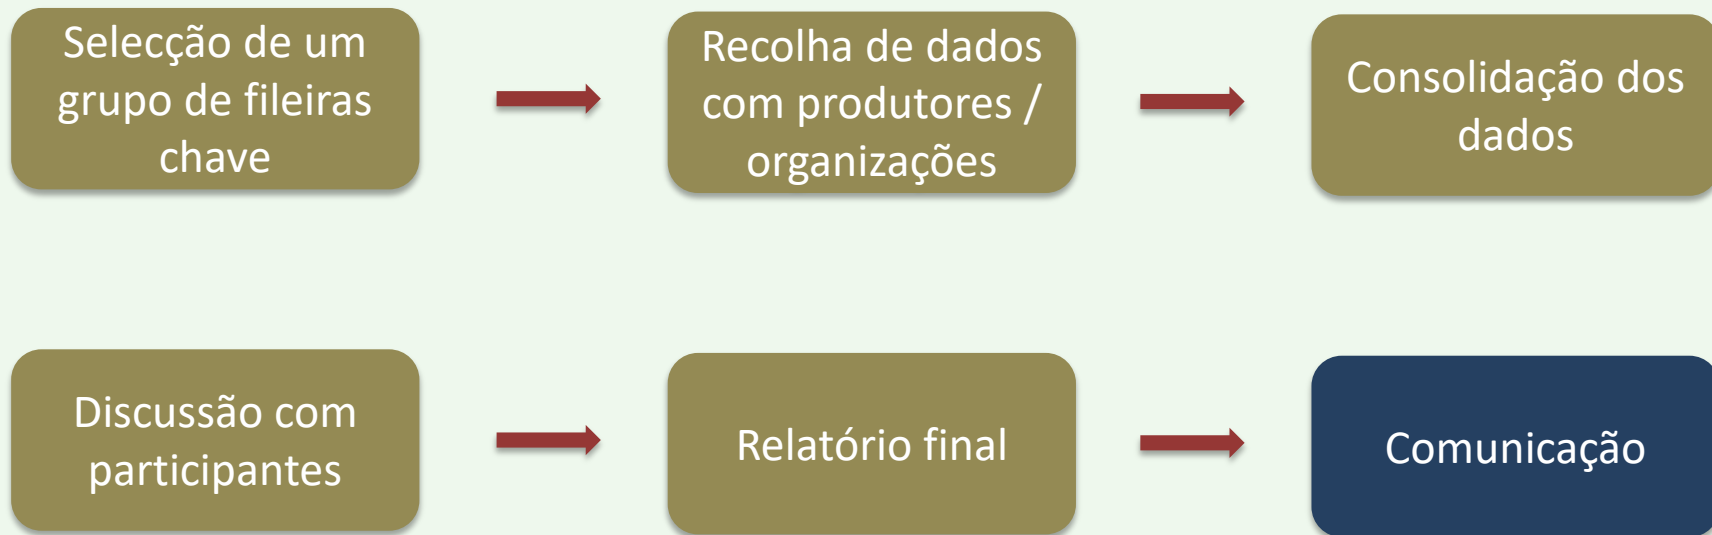 Selecção de um
grupo de fileiras
chave
Recolha de dados
com produtores /
organizações
Consolidação dos
dados
Discussão com
participantes
Relatório final
Comunicação